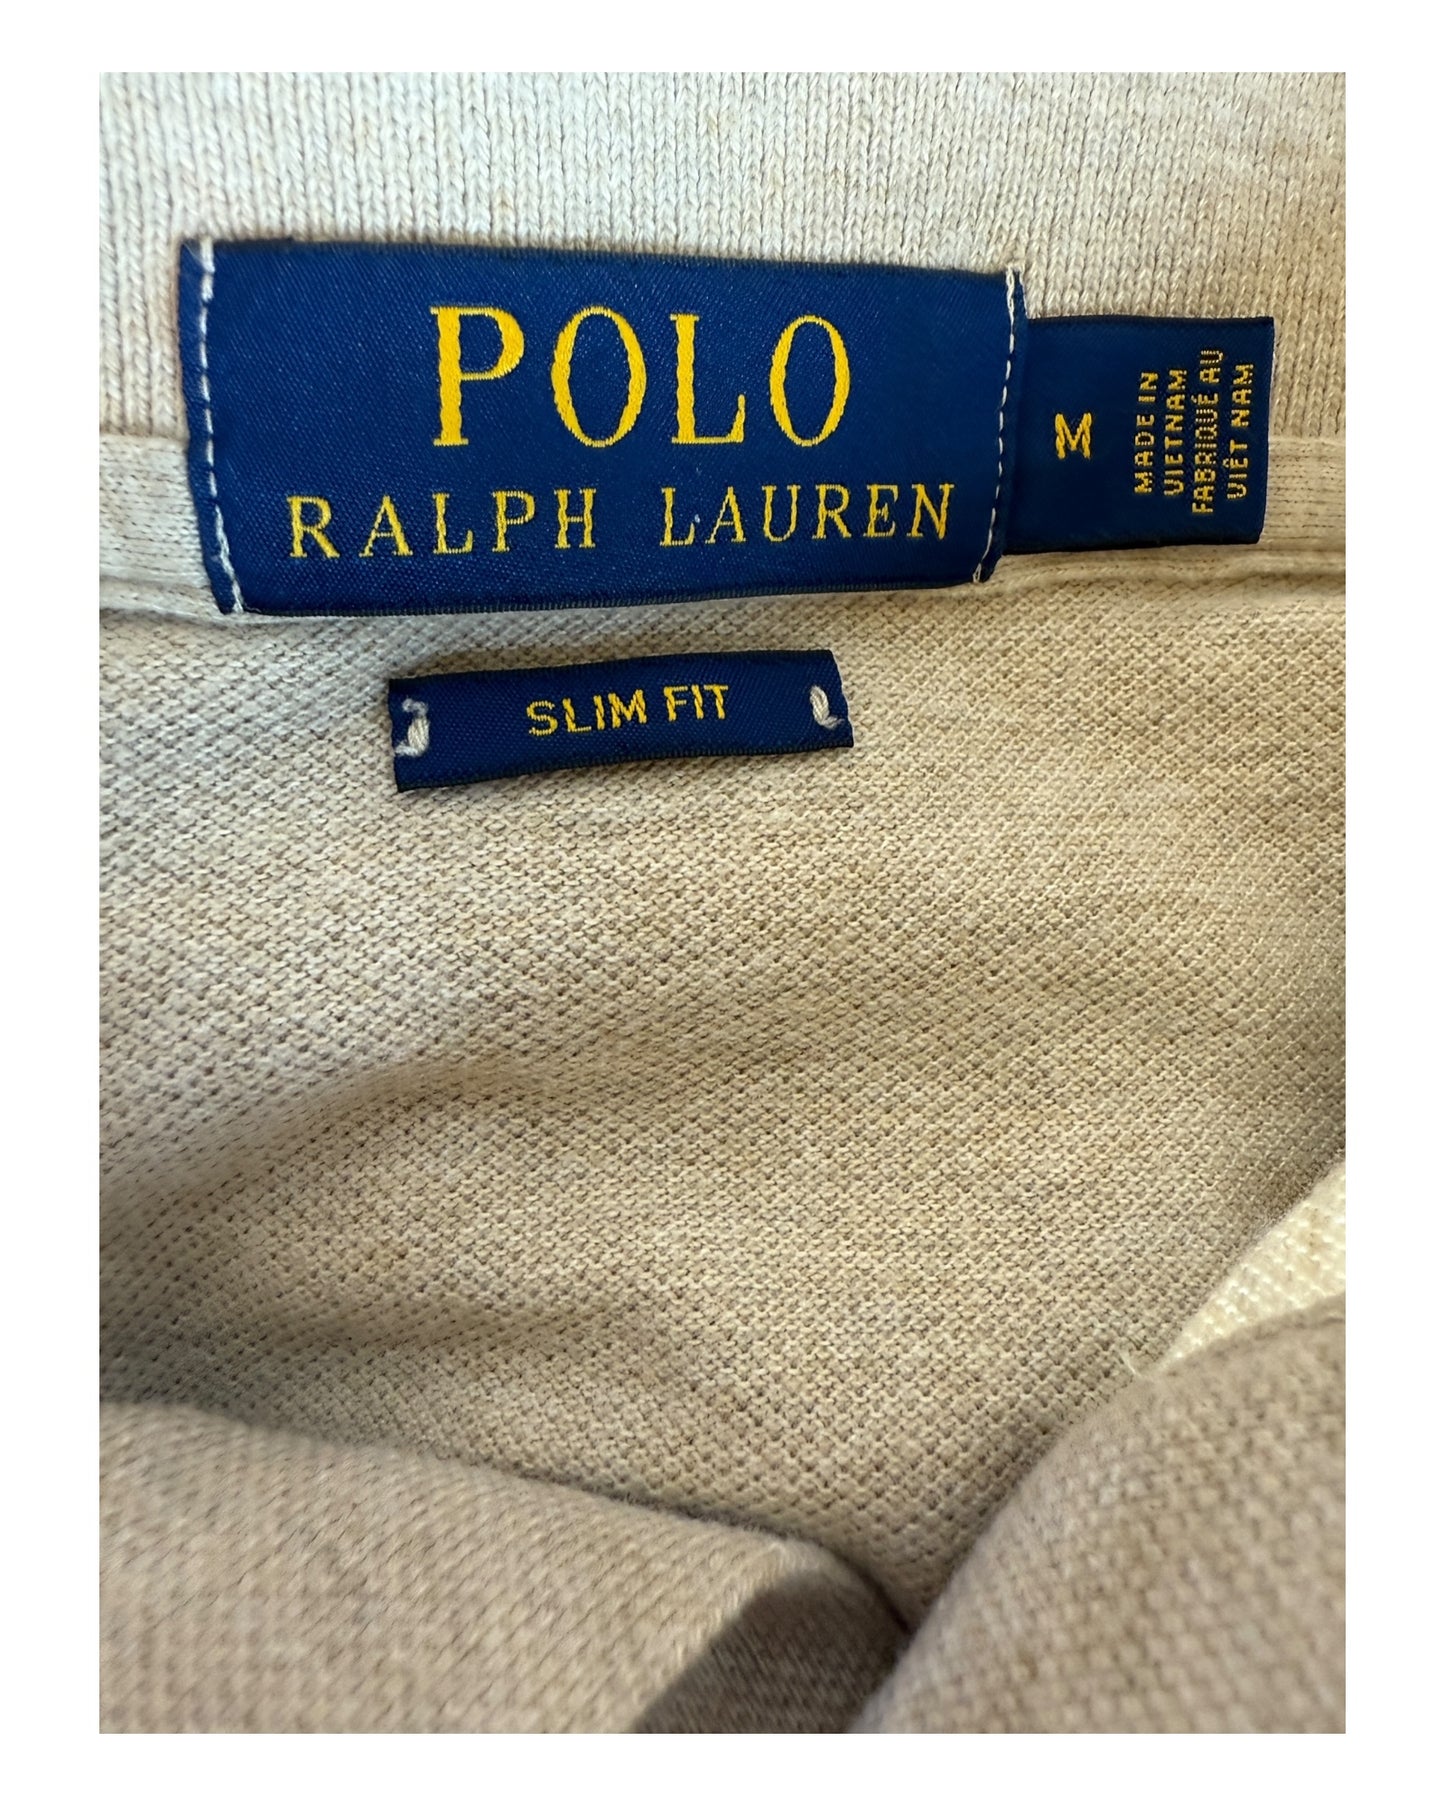 POLO
RALPH LAUREN
M
MADE IN
VIETNAM
FABRIQUÉ AU
VIÊT NAM
SLIM FIT